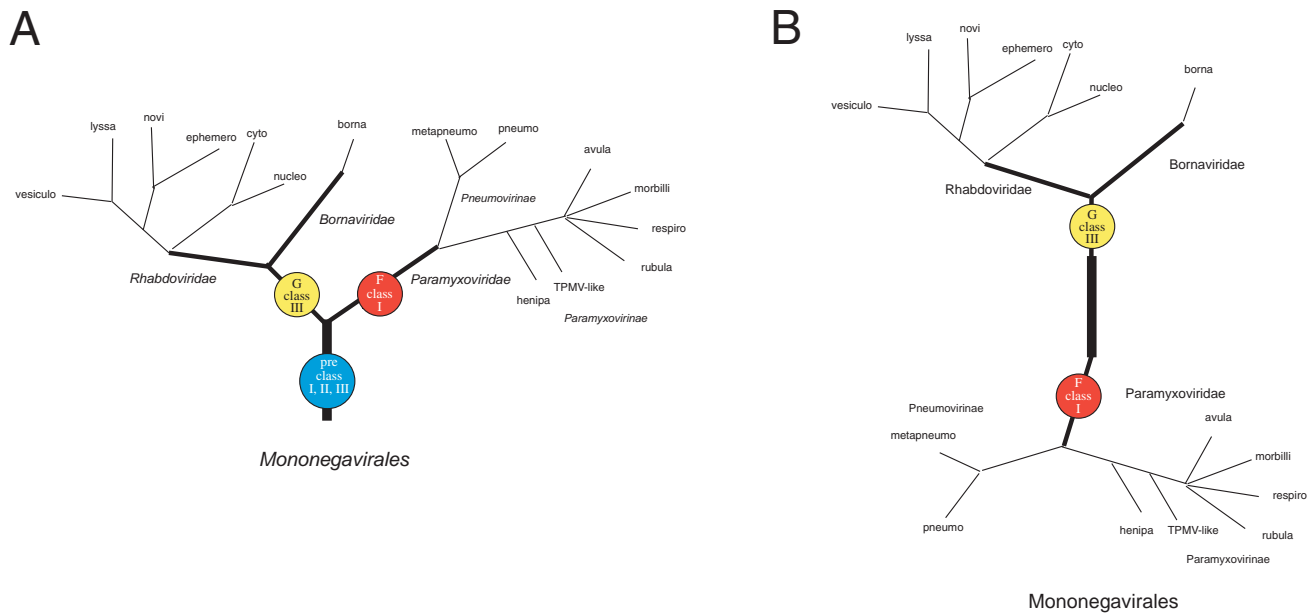 A
lyssa
novi
ephemero
cyto
nucleo
vesiculo
borna
metapneumo
pneumo
avula
morbilli
respiro
rubula
Pneumovirinae
Bornaviridae
Rhabdoviridae
Paramyxoviridae
henipa
TPMV-like
Paramyxovirinae
G
class
III
F
class
I
pre
class
I, II, III
Mononegavirales
B
lyssa
novi
ephemero
cyto
nucleo
vesiculo
borna
Rhabdoviridae
Bornaviridae
G
class
III
F
class
I
Paramyxoviridae
Pneumovirinae
metapneumo
pneumo
avula
morbilli
respiro
rubula
henipa
TPMV-like
Paramyxovirinae
Mononegavirales